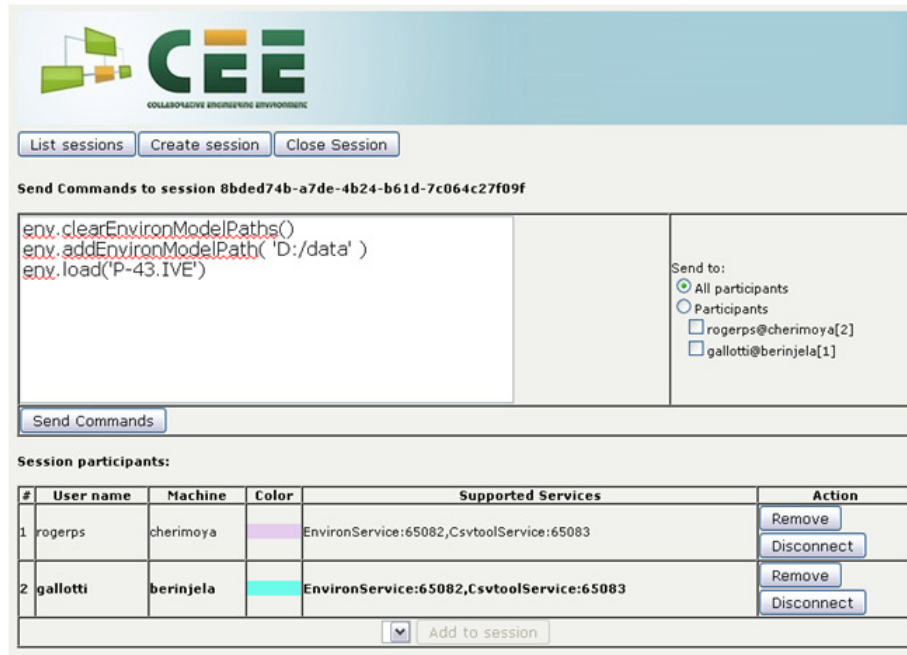 CEE
COLLABORATIVE ENGINEERING ENVIRONMENT
List sessions Create session Close Session
Send Commands to session 8bded74b-a7de-4b24-b61d-7c064c27f09f
env.clearEnvironModelPaths()
env.addEnvironModelPath( 'D:/data' )
env.load('P-43.IVE')
Send to:
All participants
Participants
rogerps@cherimoya[2]
gallotti@berinjela[1]
Send Commands
Session participants:
# User name Machine Color Supported Services Action
1 rogerps cherimoya EnvironService:65082,CsvtoolService:65083 Remove
Disconnect
2 gallotti berinjela EnvironService:65082,CsvtoolService:65083 Remove
Disconnect
Add to session